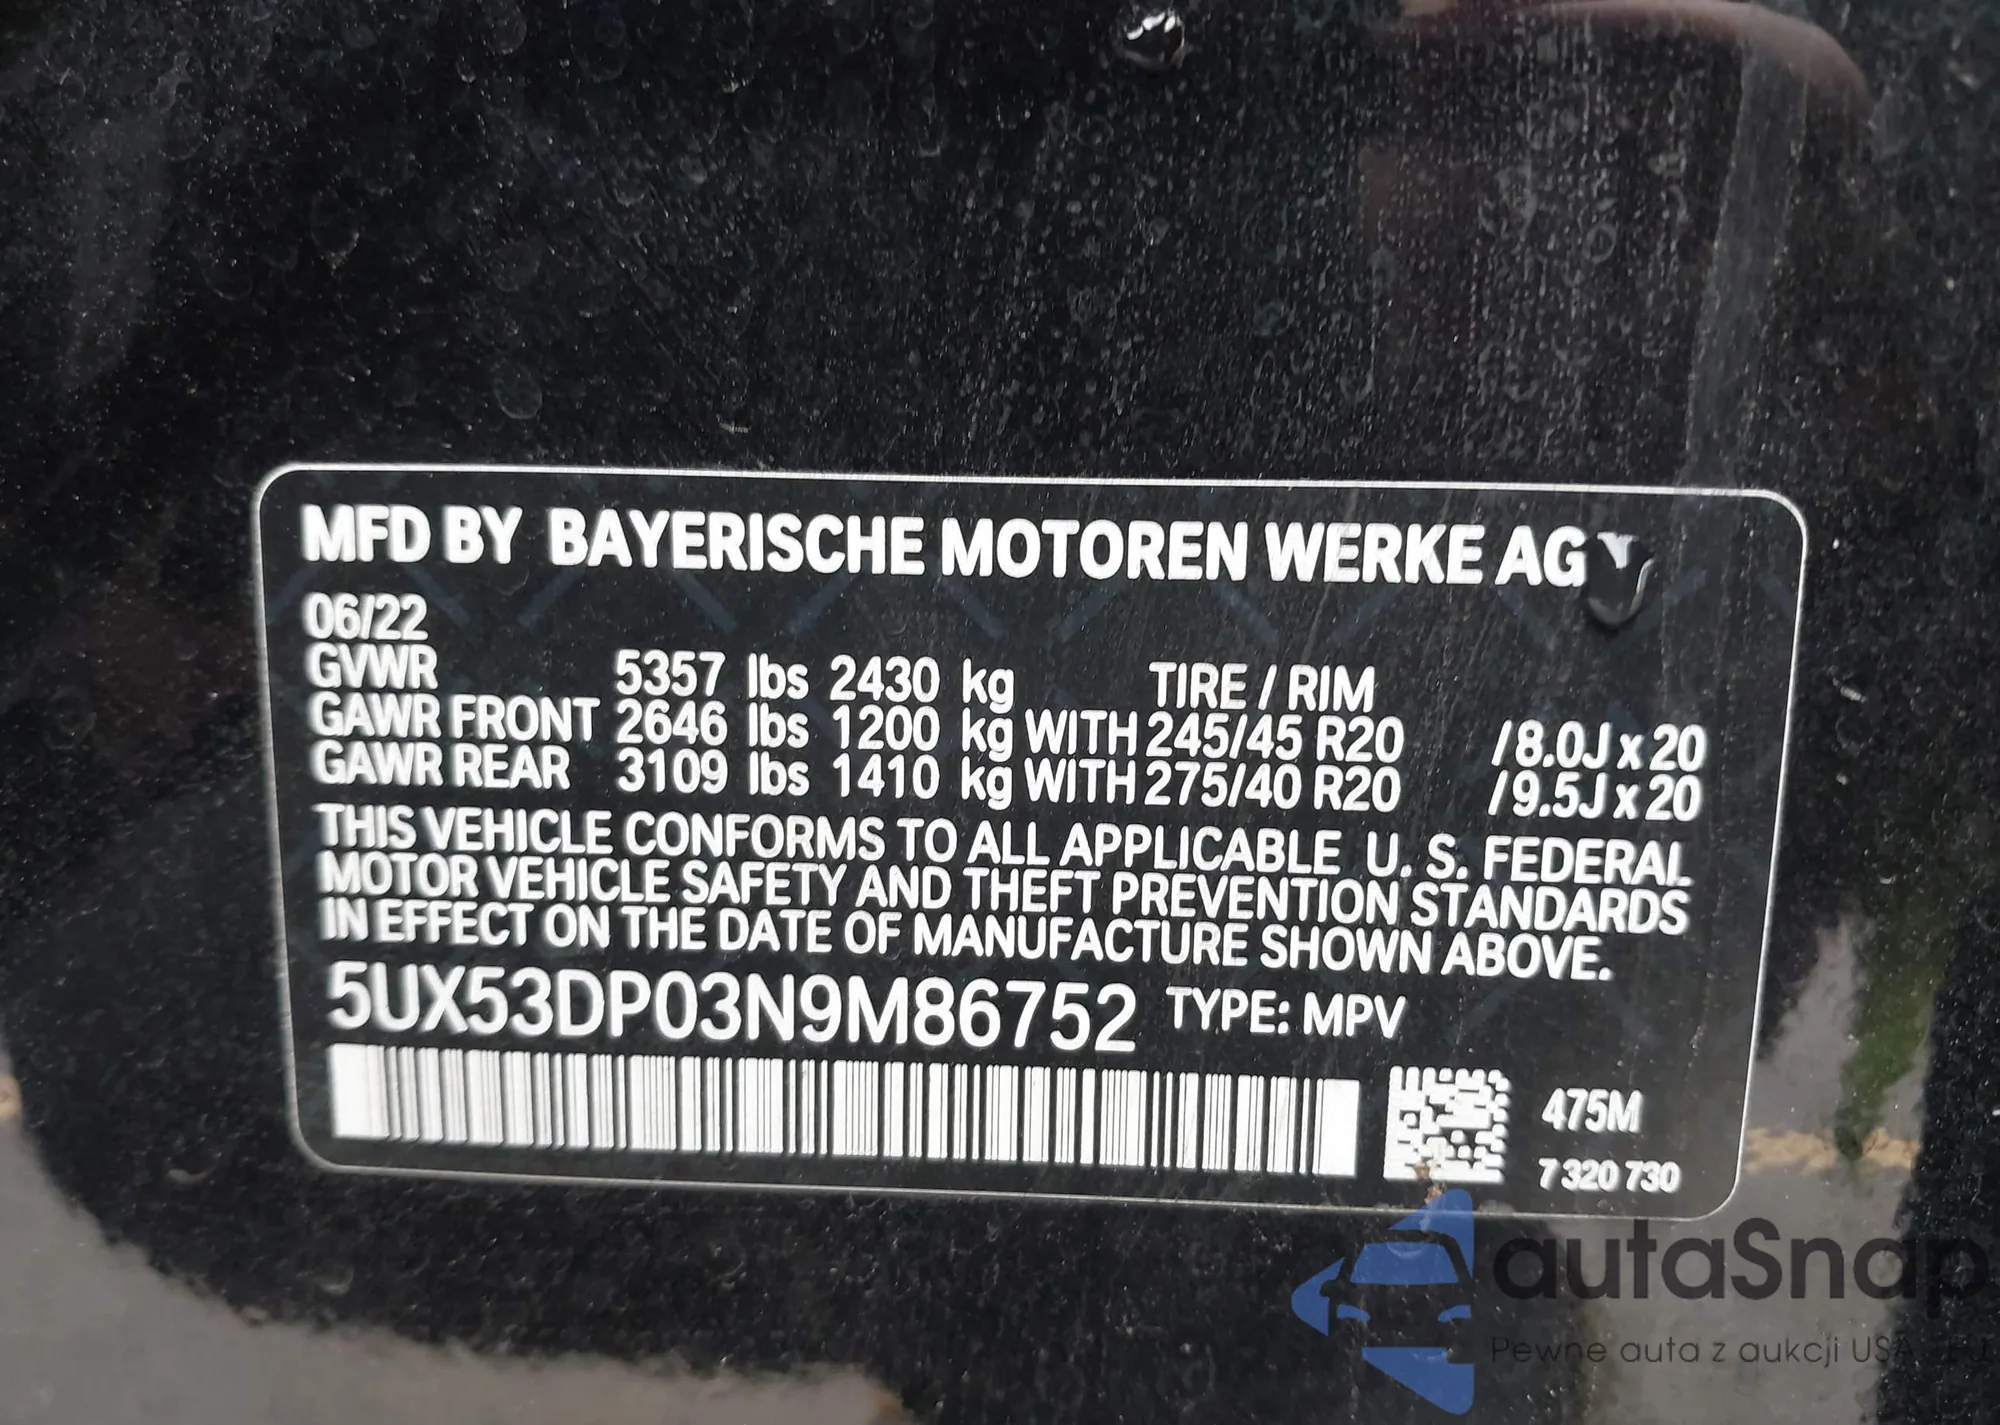 MFD BY BAYERISCHE MOTOREN WERKE AG
06/22
GVWR 5357 lbs 2430 kg TIRE / RIM
GAWR FRONT 2646 lbs 1200 kg WITH 245/45 R20 / 8.0J x 20
GAWR REAR 3109 lbs 1410 kg WITH 275/40 R20 / 9.5J x 20
THIS VEHICLE CONFORMS TO ALL APPLICABLE U. S. FEDERAL
MOTOR VEHICLE SAFETY AND THEFT PREVENTION STANDARDS
IN EFFECT ON THE DATE OF MANUFACTURE SHOWN ABOVE.
5UX53DP03N9M86752 TYPE: MPV
475M
7 320 730
autaSnap
Pewne auta z aukcji USA